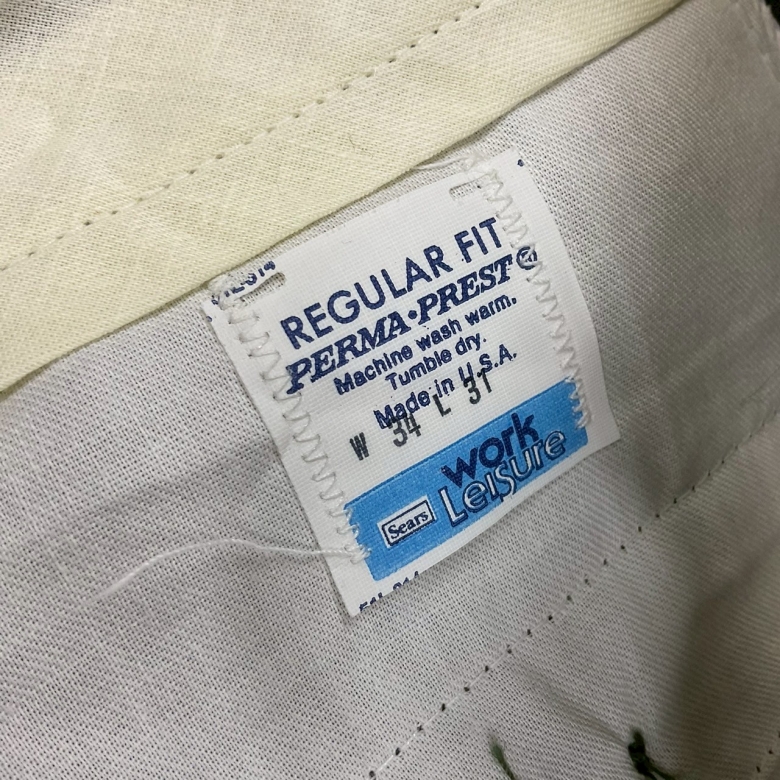 REGULAR FIT
PERMA•PREST®
Machine wash warm.
Tumble dry.
Made in U.S.A.
W 34 L 31
work
Sears Leisure